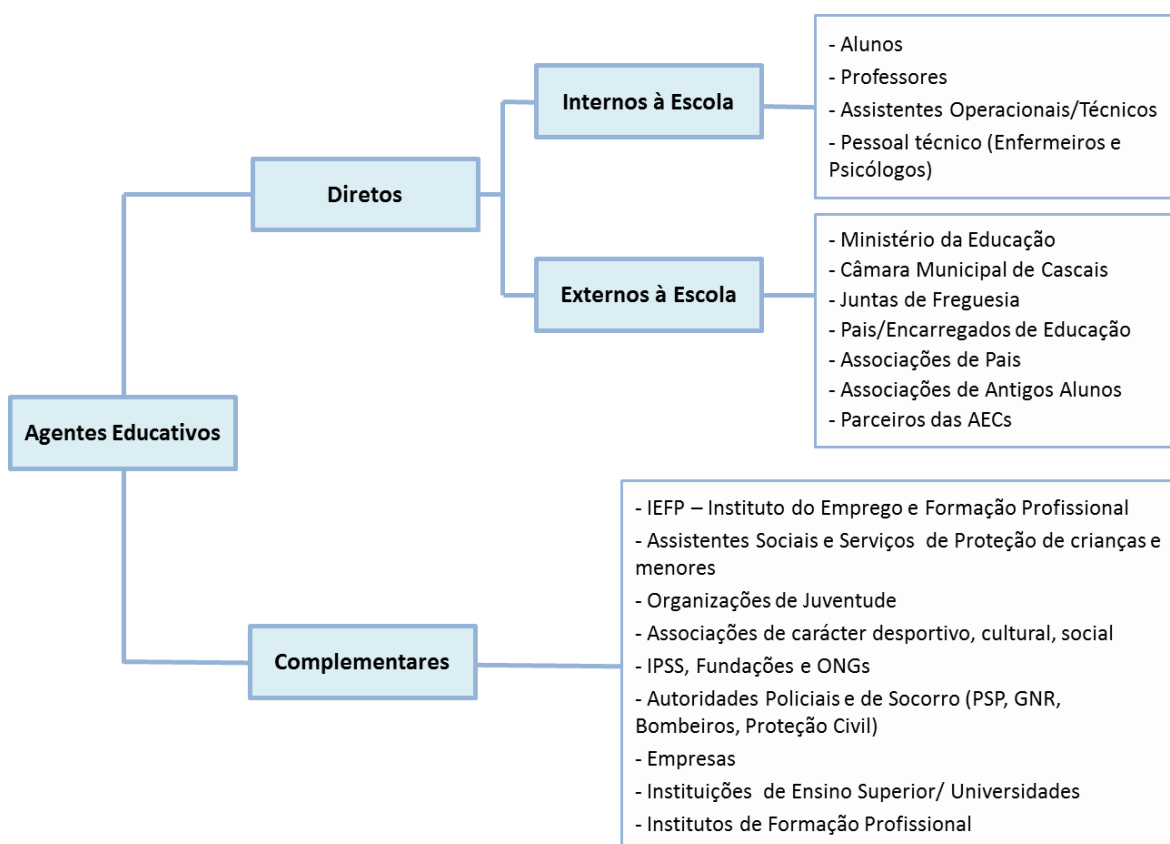 Agentes Educativos
Diretos
Internos à Escola
- Alunos
- Professores
- Assistentes Operacionais/Técnicos
- Pessoal técnico (Enfermeiros e
Psicólogos)
Externos à Escola
- Ministério da Educação
- Câmara Municipal de Cascais
- Juntas de Freguesia
- Pais/Encarregados de Educação
- Associações de Pais
- Associações de Antigos Alunos
- Parceiros das AECs
Complementares
- IEFP – Instituto do Emprego e Formação Profissional
- Assistentes Sociais e Serviços de Proteção de crianças e
menores
- Organizações de Juventude
- Associações de carácter desportivo, cultural, social
- IPSS, Fundações e ONGs
- Autoridades Policiais e de Socorro (PSP, GNR,
Bombeiros, Proteção Civil)
- Empresas
- Instituições de Ensino Superior/ Universidades
- Institutos de Formação Profissional